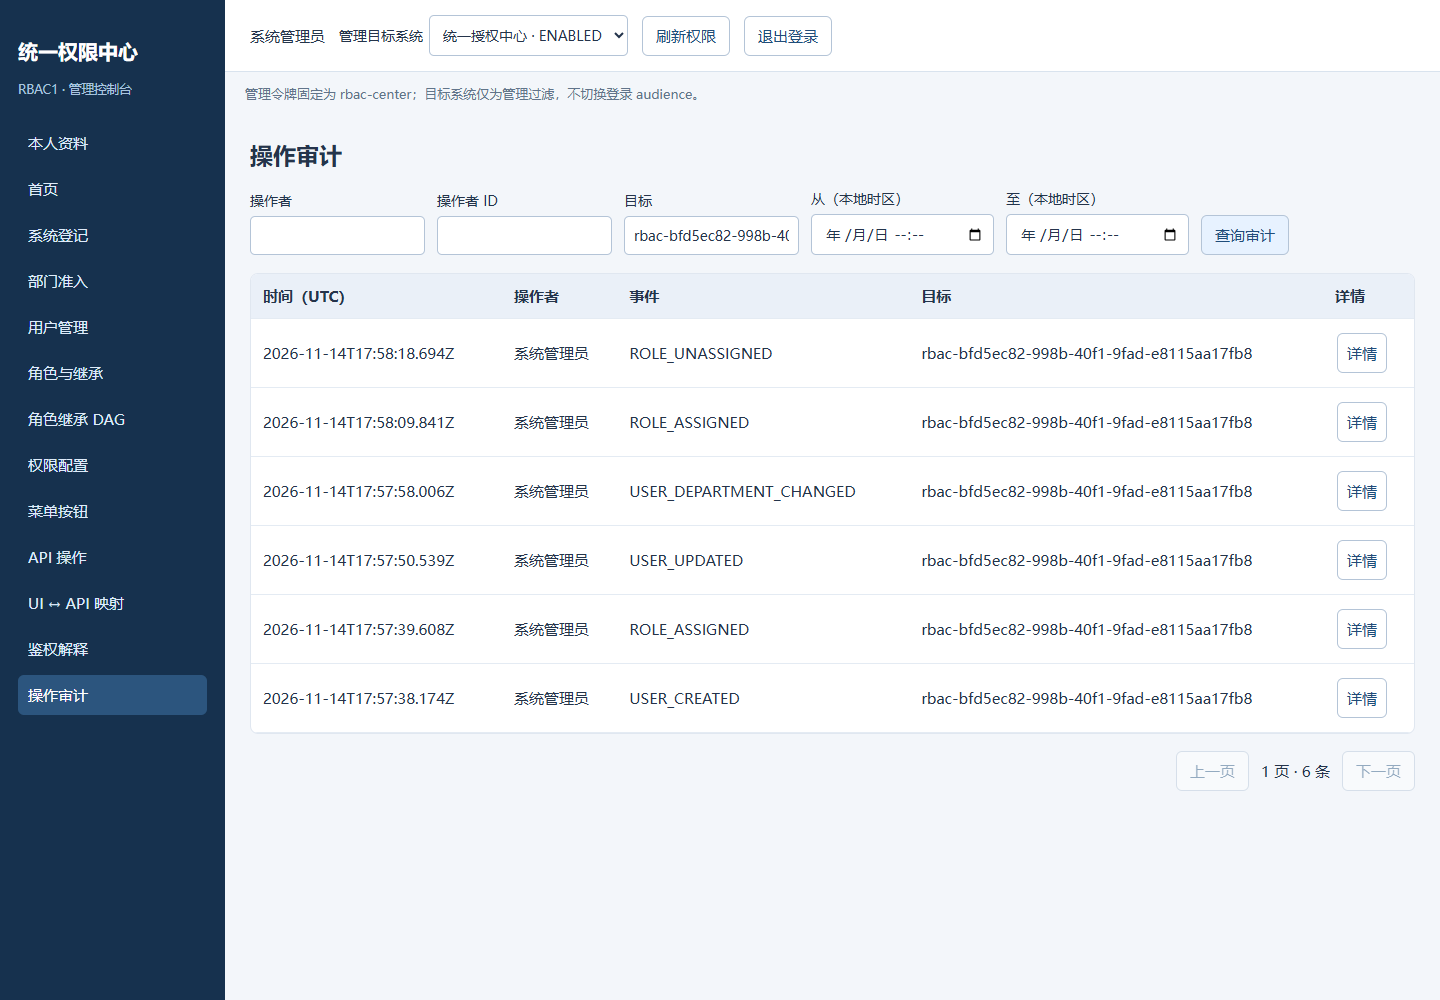 统一权限中心
RBAC1 · 管理控制台
本人资料
首页
系统登记
部门准入
用户管理
角色与继承
角色继承 DAG
权限配置
菜单按钮
API 操作
UI ↔ API 映射
鉴权解释
操作审计
系统管理员 管理目标系统 统一授权中心 · ENABLED 刷新权限 退出登录
管理令牌固定为 rbac-center；目标系统仅为管理过滤，不切换登录 audience。
操作审计
操作者 操作者 ID 目标 从（本地时区） 至（本地时区）
rbac-bfd5ec82-998b-40 年 /月/日 --:-- 年 /月/日 --:-- 查询审计
时间（UTC） 操作者 事件 目标 详情
2026-11-14T17:58:18.694Z 系统管理员 ROLE_UNASSIGNED rbac-bfd5ec82-998b-40f1-9fad-e8115aa17fb8 详情
2026-11-14T17:58:09.841Z 系统管理员 ROLE_ASSIGNED rbac-bfd5ec82-998b-40f1-9fad-e8115aa17fb8 详情
2026-11-14T17:57:58.006Z 系统管理员 USER_DEPARTMENT_CHANGED rbac-bfd5ec82-998b-40f1-9fad-e8115aa17fb8 详情
2026-11-14T17:57:50.539Z 系统管理员 USER_UPDATED rbac-bfd5ec82-998b-40f1-9fad-e8115aa17fb8 详情
2026-11-14T17:57:39.608Z 系统管理员 ROLE_ASSIGNED rbac-bfd5ec82-998b-40f1-9fad-e8115aa17fb8 详情
2026-11-14T17:57:38.174Z 系统管理员 USER_CREATED rbac-bfd5ec82-998b-40f1-9fad-e8115aa17fb8 详情
上一页 1 页 · 6 条 下一页